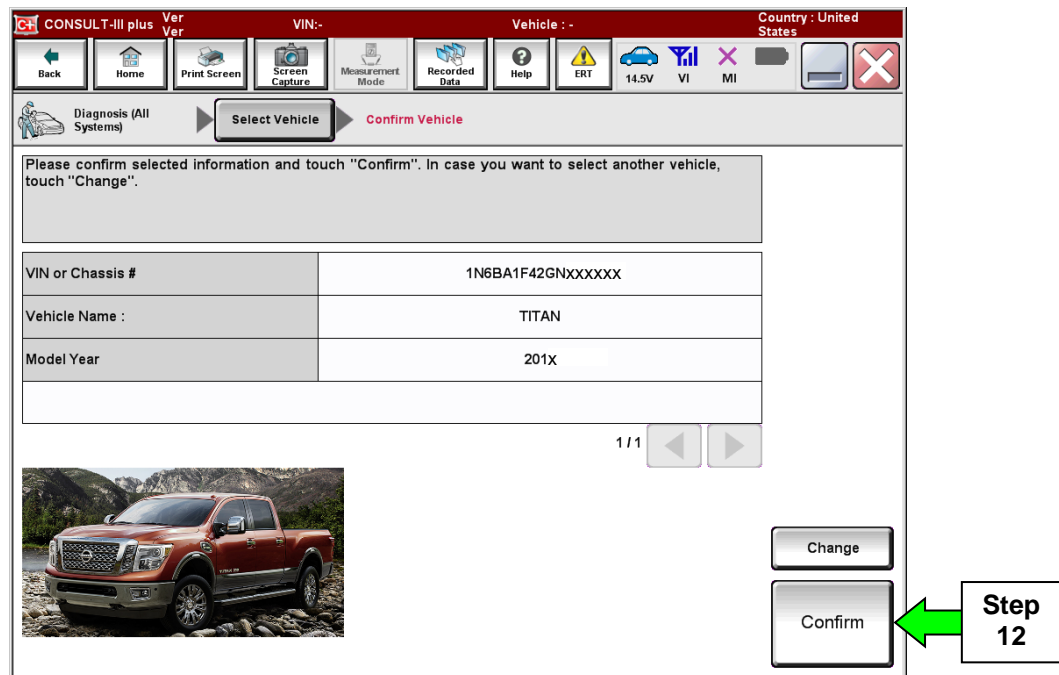 C+ CONSULT-III plus Ver Ver VIN:- Vehicle : - Country : United States
Back Home Print Screen Screen Capture Measurement Mode Recorded Data Help ERT 14.5V VI MI
Diagnosis (All Systems) Select Vehicle Confirm Vehicle
Please confirm selected information and touch "Confirm". In case you want to select another vehicle,
touch "Change".
VIN or Chassis # 1N6BA1F42GNXXXXXX
Vehicle Name : TITAN
Model Year 201X
1/1
Change
Confirm
Step
12